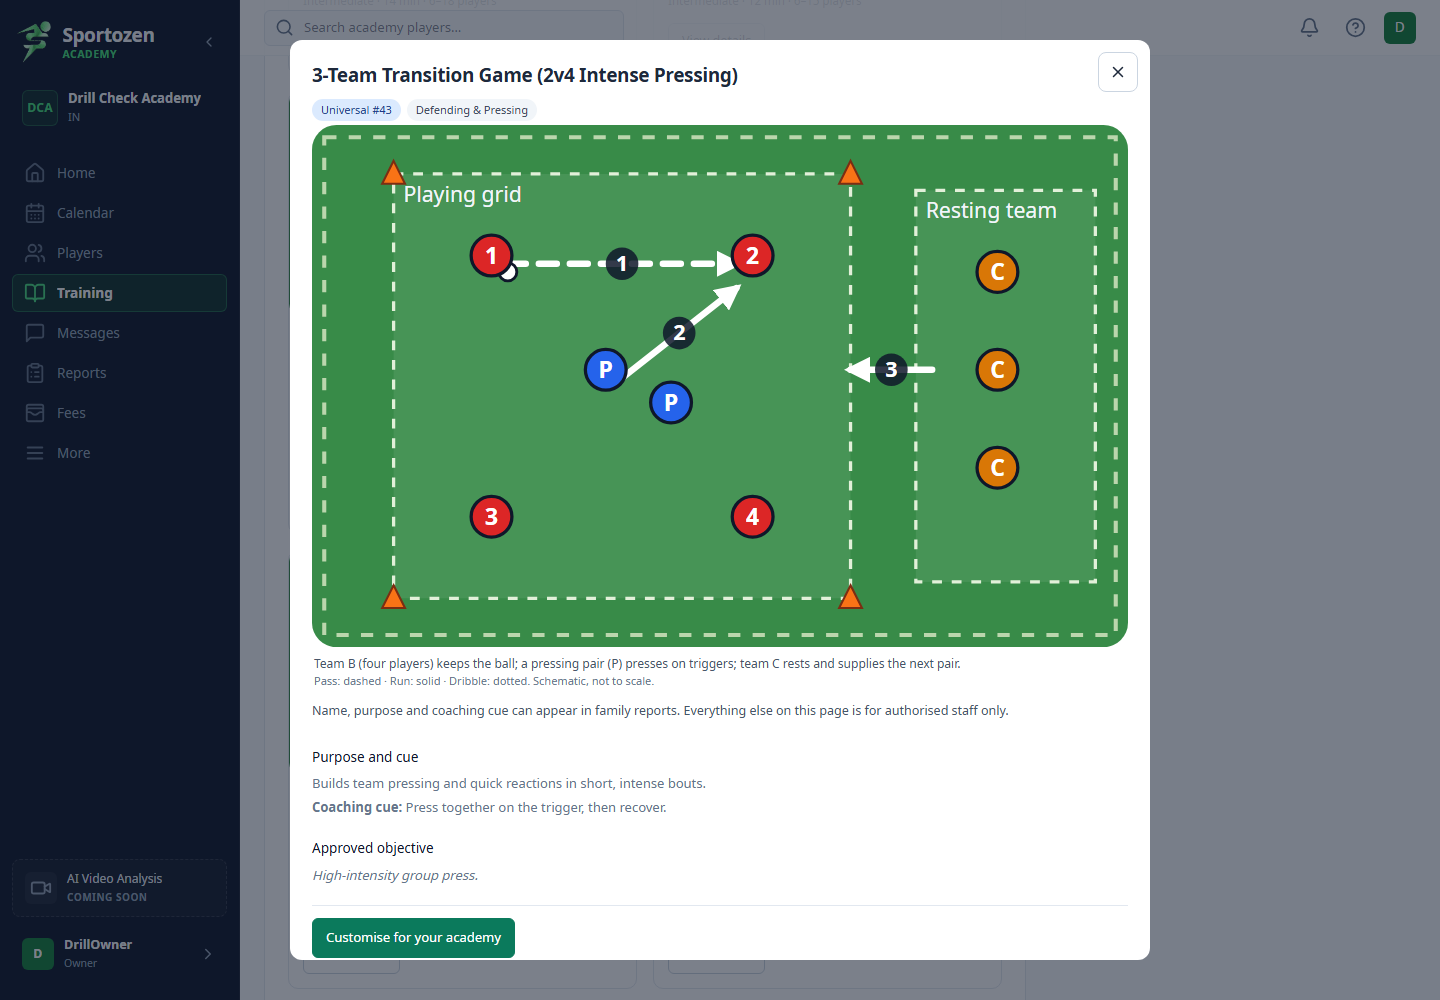 Sportozen
ACADEMY
Search academy players...
D
DCA
Drill Check Academy
IN
Home
Calendar
Players
Training
Messages
Reports
Fees
More
AI Video Analysis
COMING SOON
D
DrillOwner
Owner
3-Team Transition Game (2v4 Intense Pressing)
Universal #43
Defending & Pressing
Playing grid
Resting team
1
1
2
C
2
P
3
C
P
C
3
4
Team B (four players) keeps the ball; a pressing pair (P) presses on triggers; team C rests and supplies the next pair.
Pass: dashed · Run: solid · Dribble: dotted. Schematic, not to scale.
Name, purpose and coaching cue can appear in family reports. Everything else on this page is for authorised staff only.
Purpose and cue
Builds team pressing and quick reactions in short, intense bouts.
Coaching cue: Press together on the trigger, then recover.
Approved objective
High-intensity group press.
Customise for your academy